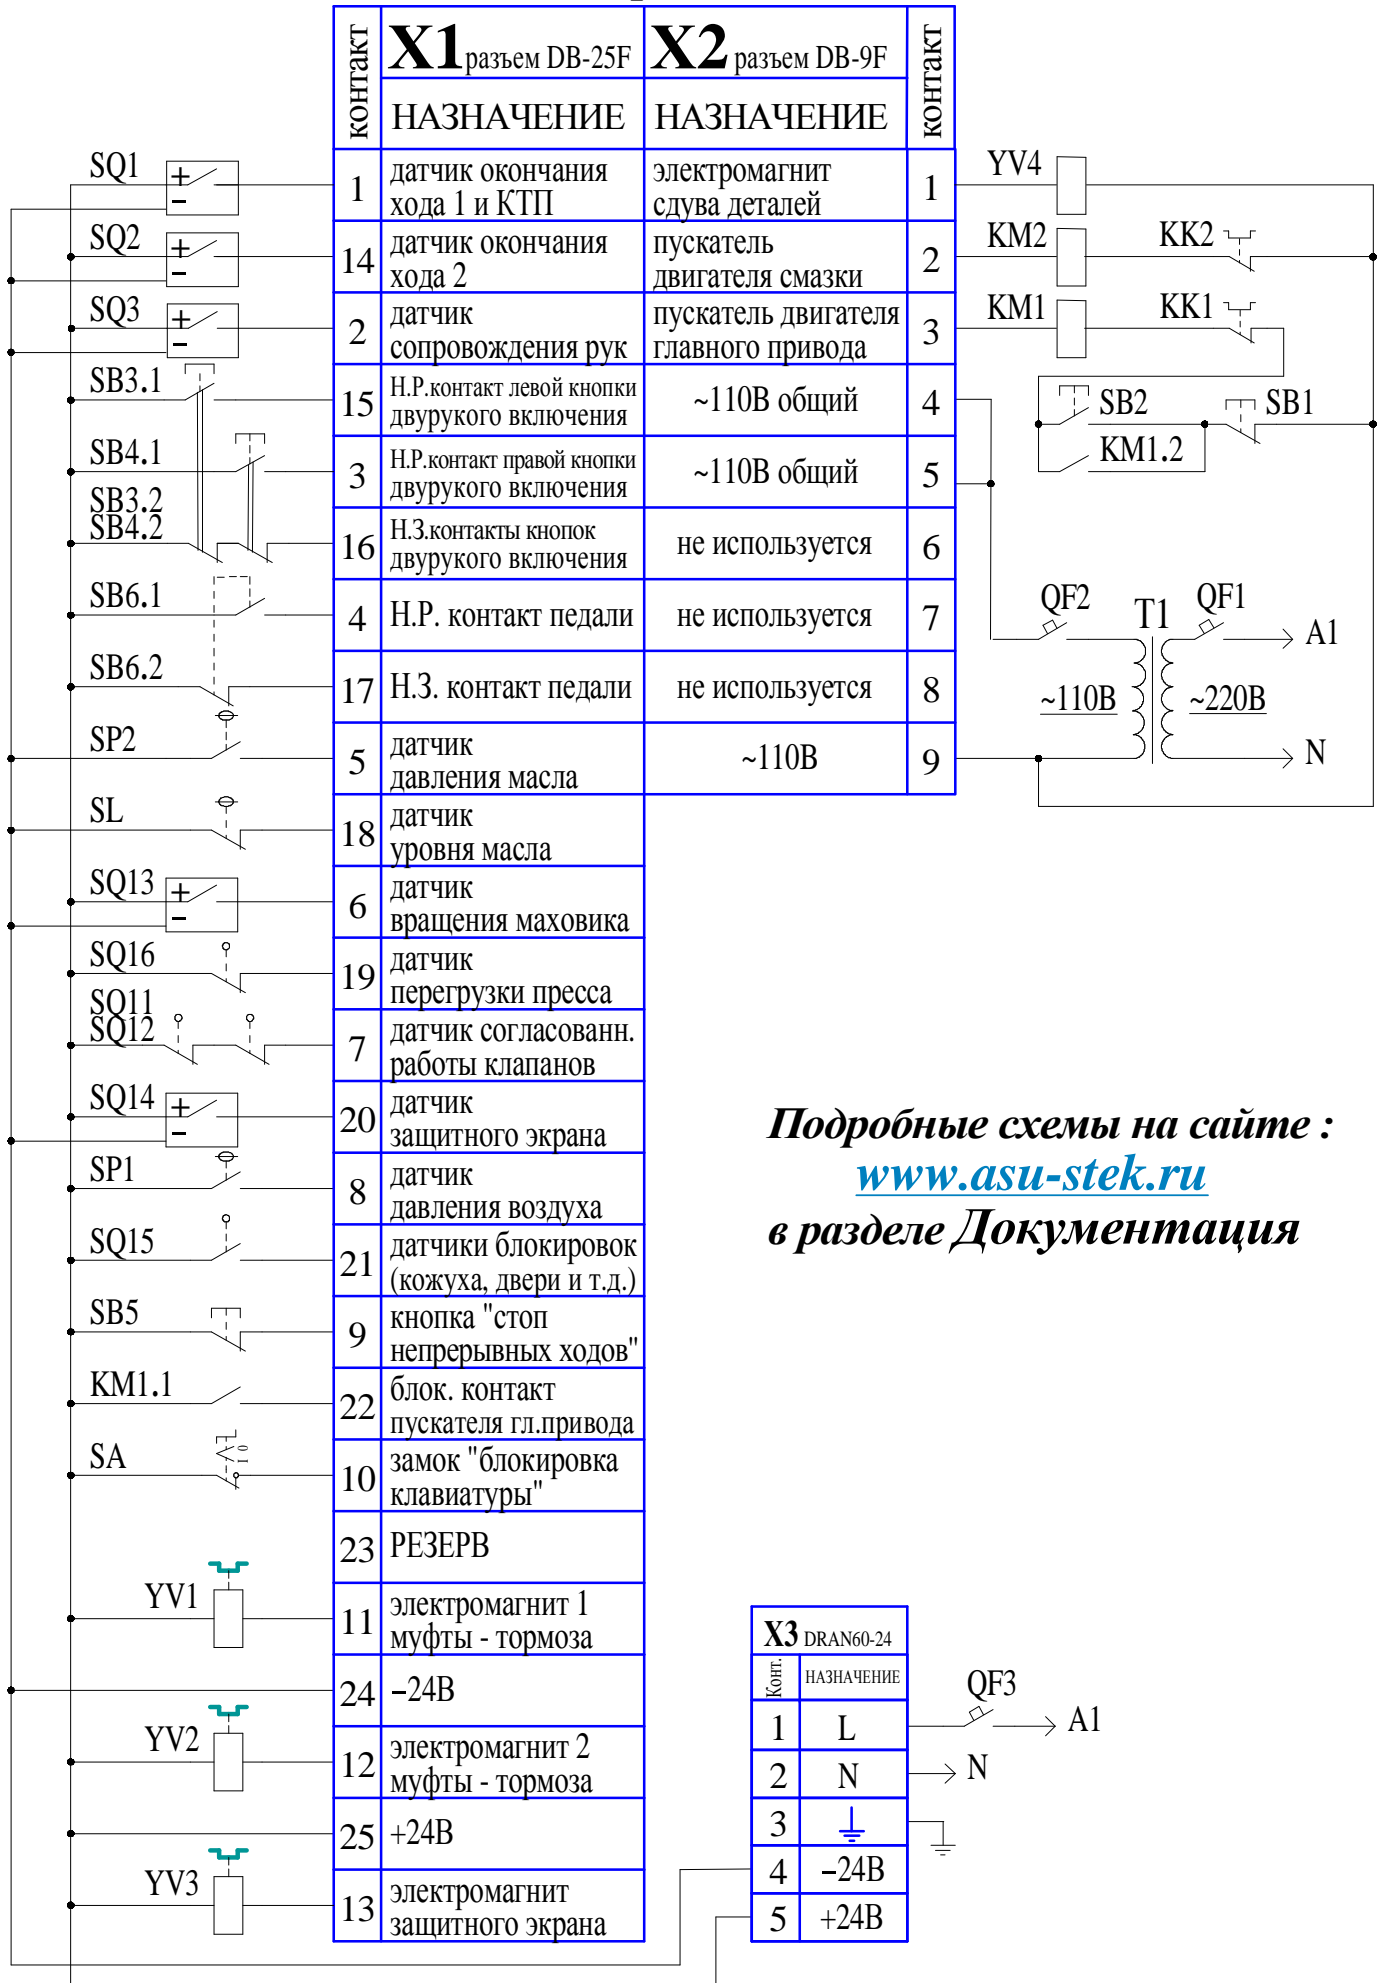 контакт
X1 разъем DB-25F
X2 разъем DB-9F
контакт
НАЗНАЧЕНИЕ
НАЗНАЧЕНИЕ
SQ1
+
−
1
датчик окончания
хода 1 и КТП
электромагнит
сдува деталей
1
YV4
SQ2
+
−
14
датчик окончания
хода 2
пускатель
двигателя смазки
2
KM2
KK2
SQ3
+
−
2
датчик
сопровождения рук
пускатель двигателя
главного привода
3
KM1
KK1
SB3.1
15
Н.Р.контакт левой кнопки
двурукого включения
~110В общий
4
SB2
SB1
SB4.1
3
Н.Р.контакт правой кнопки
двурукого включения
~110В общий
5
KM1.2
SB3.2
SB4.2
16
Н.З.контакты кнопок
двурукого включения
не используется
6
SB6.1
4
Н.Р. контакт педали
не используется
7
QF2
T1
QF1
A1
SB6.2
17
Н.З. контакт педали
не используется
8
~110В
~220В
SP2
5
датчик
давления масла
~110В
9
N
SL
18
датчик
уровня масла
SQ13
+
−
6
датчик
вращения маховика
SQ16
19
датчик
перегрузки пресса
SQ11
SQ12
7
датчик согласованн.
работы клапанов
SQ14
+
−
20
датчик
защитного экрана
SP1
8
датчик
давления воздуха
SQ15
21
датчики блокировок
(кожуха, двери и т.д.)
SB5
9
кнопка "стоп
непрерывных ходов"
KM1.1
22
блок. контакт
пускателя гл.привода
SA
1 0
10
замок "блокировка
клавиатуры"
23
РЕЗЕРВ
YV1
11
электромагнит 1
муфты - тормоза
24
−24В
YV2
12
электромагнит 2
муфты - тормоза
25
+24В
YV3
13
электромагнит
защитного экрана
Подробные схемы на сайте :
www.asu-stek.ru
в разделе Документация
X3 DRAN60-24
Конт.
НАЗНАЧЕНИЕ
1
L
QF3
A1
2
N
N
3
4
−24В
5
+24В